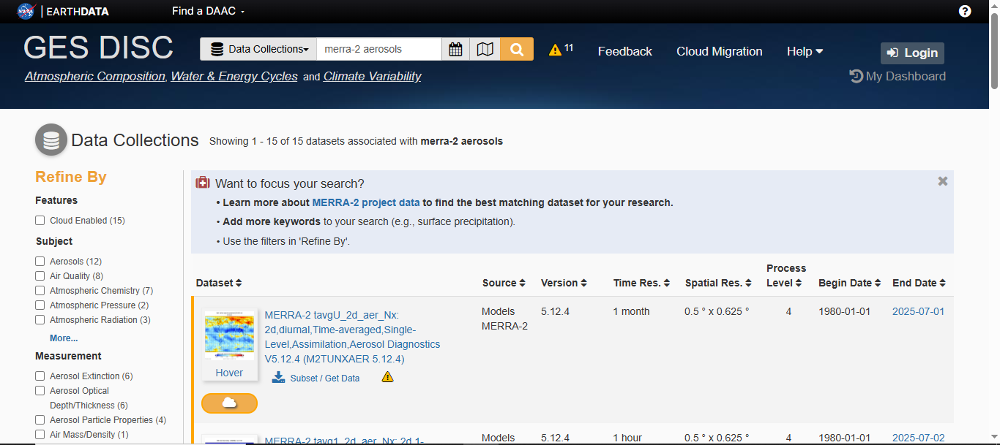 NASA | EARTHDATA
Find a DAAC
GES DISC
Data Collections
merra-2 aerosols
11
Feedback
Cloud Migration
Help
Login
Atmospheric Composition, Water & Energy Cycles and Climate Variability
My Dashboard
Data Collections
Showing 1 - 15 of 15 datasets associated with merra-2 aerosols
Refine By
Features
Cloud Enabled (15)
Subject
Aerosols (12)
Air Quality (8)
Atmospheric Chemistry (7)
Atmospheric Pressure (2)
Atmospheric Radiation (3)
More...
Measurement
Aerosol Extinction (6)
Aerosol Optical
Depth/Thickness (6)
Aerosol Particle Properties (4)
Air Mass/Density (1)
Want to focus your search?
• Learn more about MERRA-2 project data to find the best matching dataset for your research.
• Add more keywords to your search (e.g., surface precipitation).
• Use the filters in 'Refine By'.
Dataset
Source
Version
Time Res.
Spatial Res.
Process
Level
Begin Date
End Date
MERRA-2 tavgU_2d_aer_Nx:
2d,diurnal,Time-averaged,Single-
Level,Assimilation,Aerosol Diagnostics
V5.12.4 (M2TUNXAER 5.12.4)
Hover
Subset / Get Data
Models
MERRA-2
5.12.4
1 month
0.5 ° x 0.625 °
4
1980-01-01
2025-07-01
MERRA-2 tavg1_2d_aer_Nx: 2d,1-
Models
5.12.4
1 hour
0.5 ° x 0.625 °
4
1980-01-01
2025-07-02